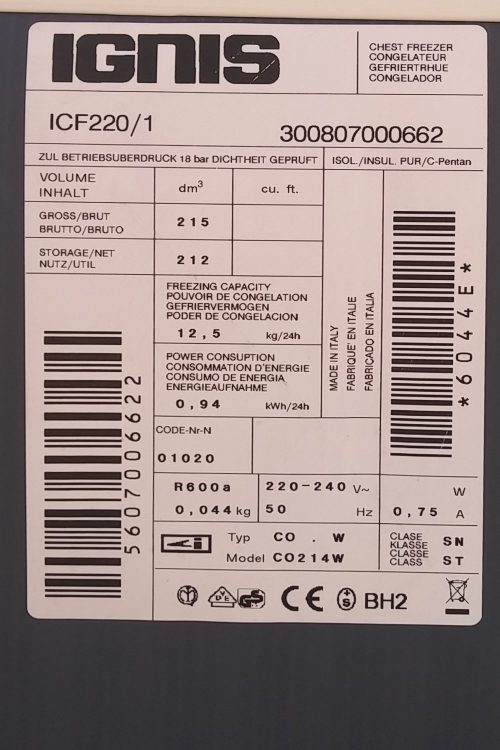 IGNIS
CHEST FREEZER
CONGELATEUR
GEFRIERTRHUE
CONGELADOR
ICF220/1
300807000662
ZUL BETRIEBSUBERDRUCK 18 bar DICHTHEIT GEPRUFT
ISOL./INSUL. PUR/C-Pentan
VOLUME
INHALT
dm³
cu. ft.
GROSS/BRUT
BRUTTO/BRUTO
215
STORAGE/NET
NUTZ/UTIL
212
FREEZING CAPACITY
POUVOIR DE CONGELATION
GEFRIERVERMOGEN
PODER DE CONGELACION
12,5 kg/24h
POWER CONSUPTION
CONSOMMATION D'ENERGIE
CONSUMO DE ENERGIA
ENERGIEAUFNAHME
0,94 kWh/24h
MADE IN ITALY
FABRIQUE' EN ITALIE
FABRICADO EN ITALIA
*6044E*
5607006622
CODE-Nr-N
01020
R600a
0,044 kg
220-240 V~
50 Hz
W
0,75 A
Typ CO . W
Model CO214W
CLASE
KLASSE
CLASSE
CLASS
SN
ST
VDE
GS
CE
S
BH2